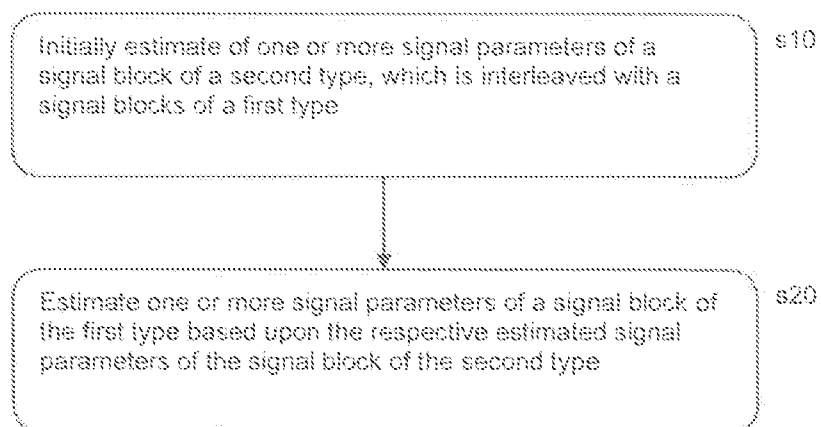 Initially estimate of one or more signal parameters of a
signal block of a second type, which is interleaved with a
signal blocks of a first type
s10
Estimate one or more signal parameters of a signal block of
the first type based upon the respective estimated signal
parameters of the signal block of the second type
s20